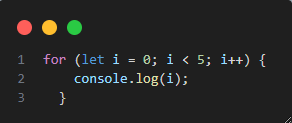 1 for (let i = 0; i < 5; i++) {
2     console.log(i);
3   }